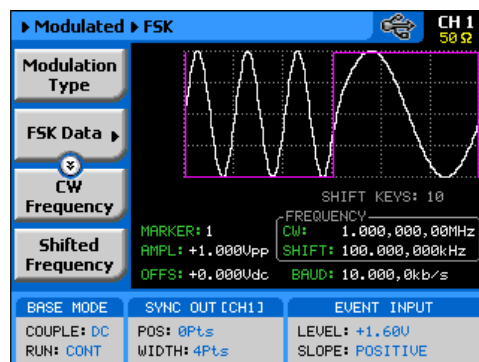 Modulated FSK
CH 1
50 Ω
Modulation
Type
FSK Data
CW
Frequency
Shifted
Frequency
SHIFT KEYS: 10
FREQUENCY
MARKER: 1
CW: 1.000,000,00MHz
AMPL: +1.000Vpp
SHIFT: 100.000,000kHz
OFFS: +0.000Vdc
BAUD: 10.000,0kb/s
BASE MODE
COUPLE: DC
RUN: CONT
SYNC OUT [CH1]
POS: 0Pts
WIDTH: 4Pts
EVENT INPUT
LEVEL: +1.60V
SLOPE: POSITIVE